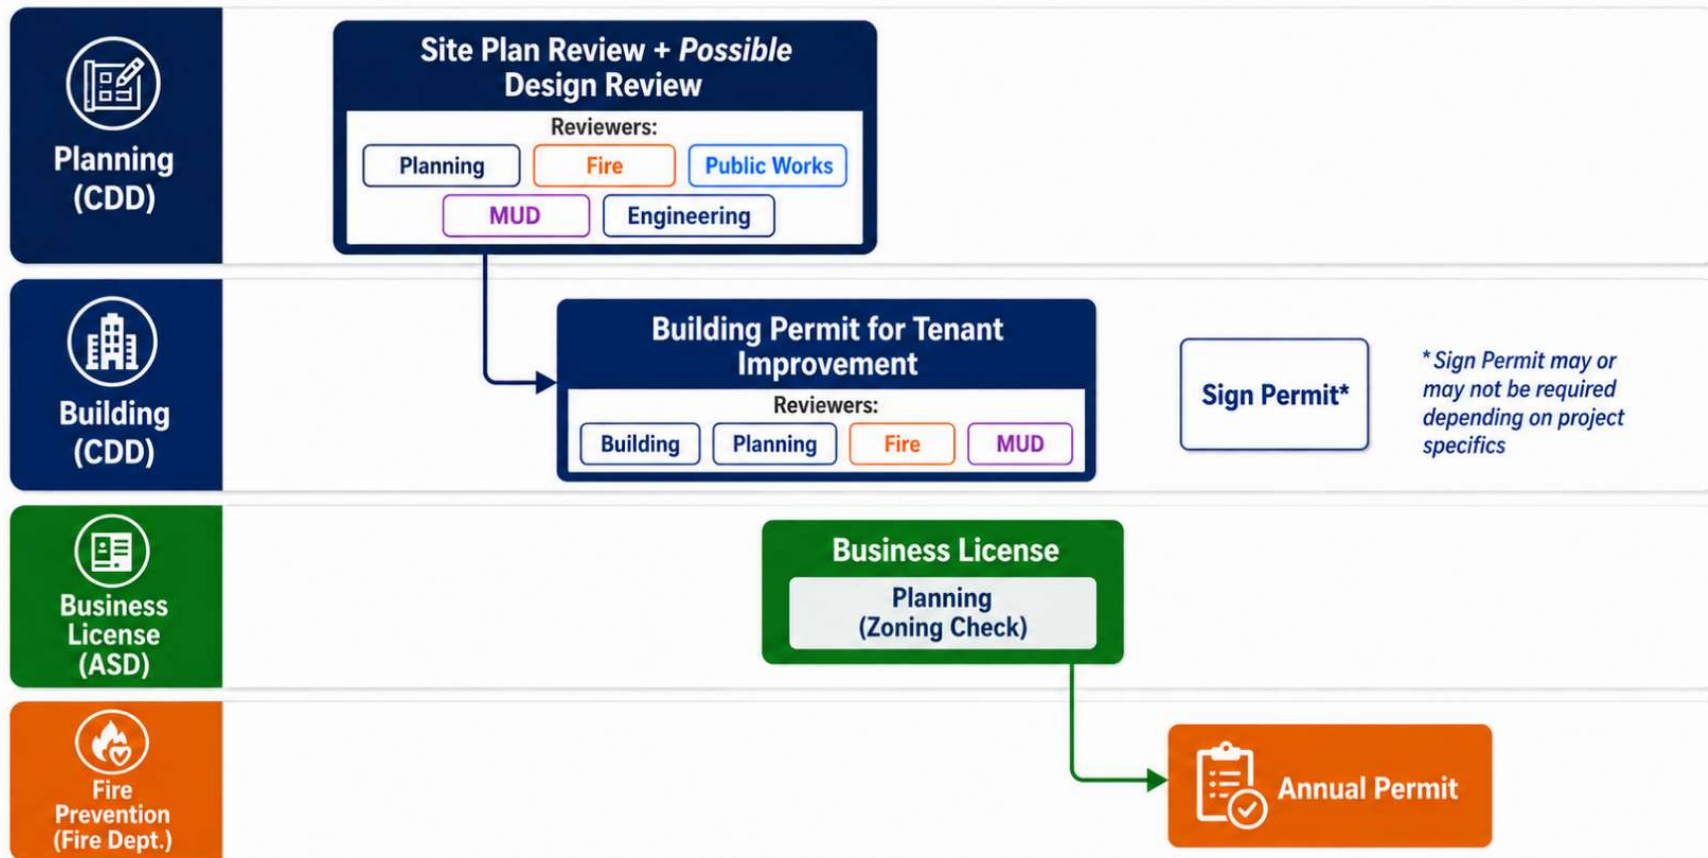 Planning
(CDD)
Site Plan Review + Possible
Design Review
Reviewers:
Planning
Fire
Public Works
MUD
Engineering
Building
(CDD)
Building Permit for Tenant
Improvement
Reviewers:
Building
Planning
Fire
MUD
Sign Permit*
* Sign Permit may or
may not be required
depending on project
specifics
Business
License
(ASD)
Business License
Planning
(Zoning Check)
Fire
Prevention
(Fire Dept.)
Annual Permit